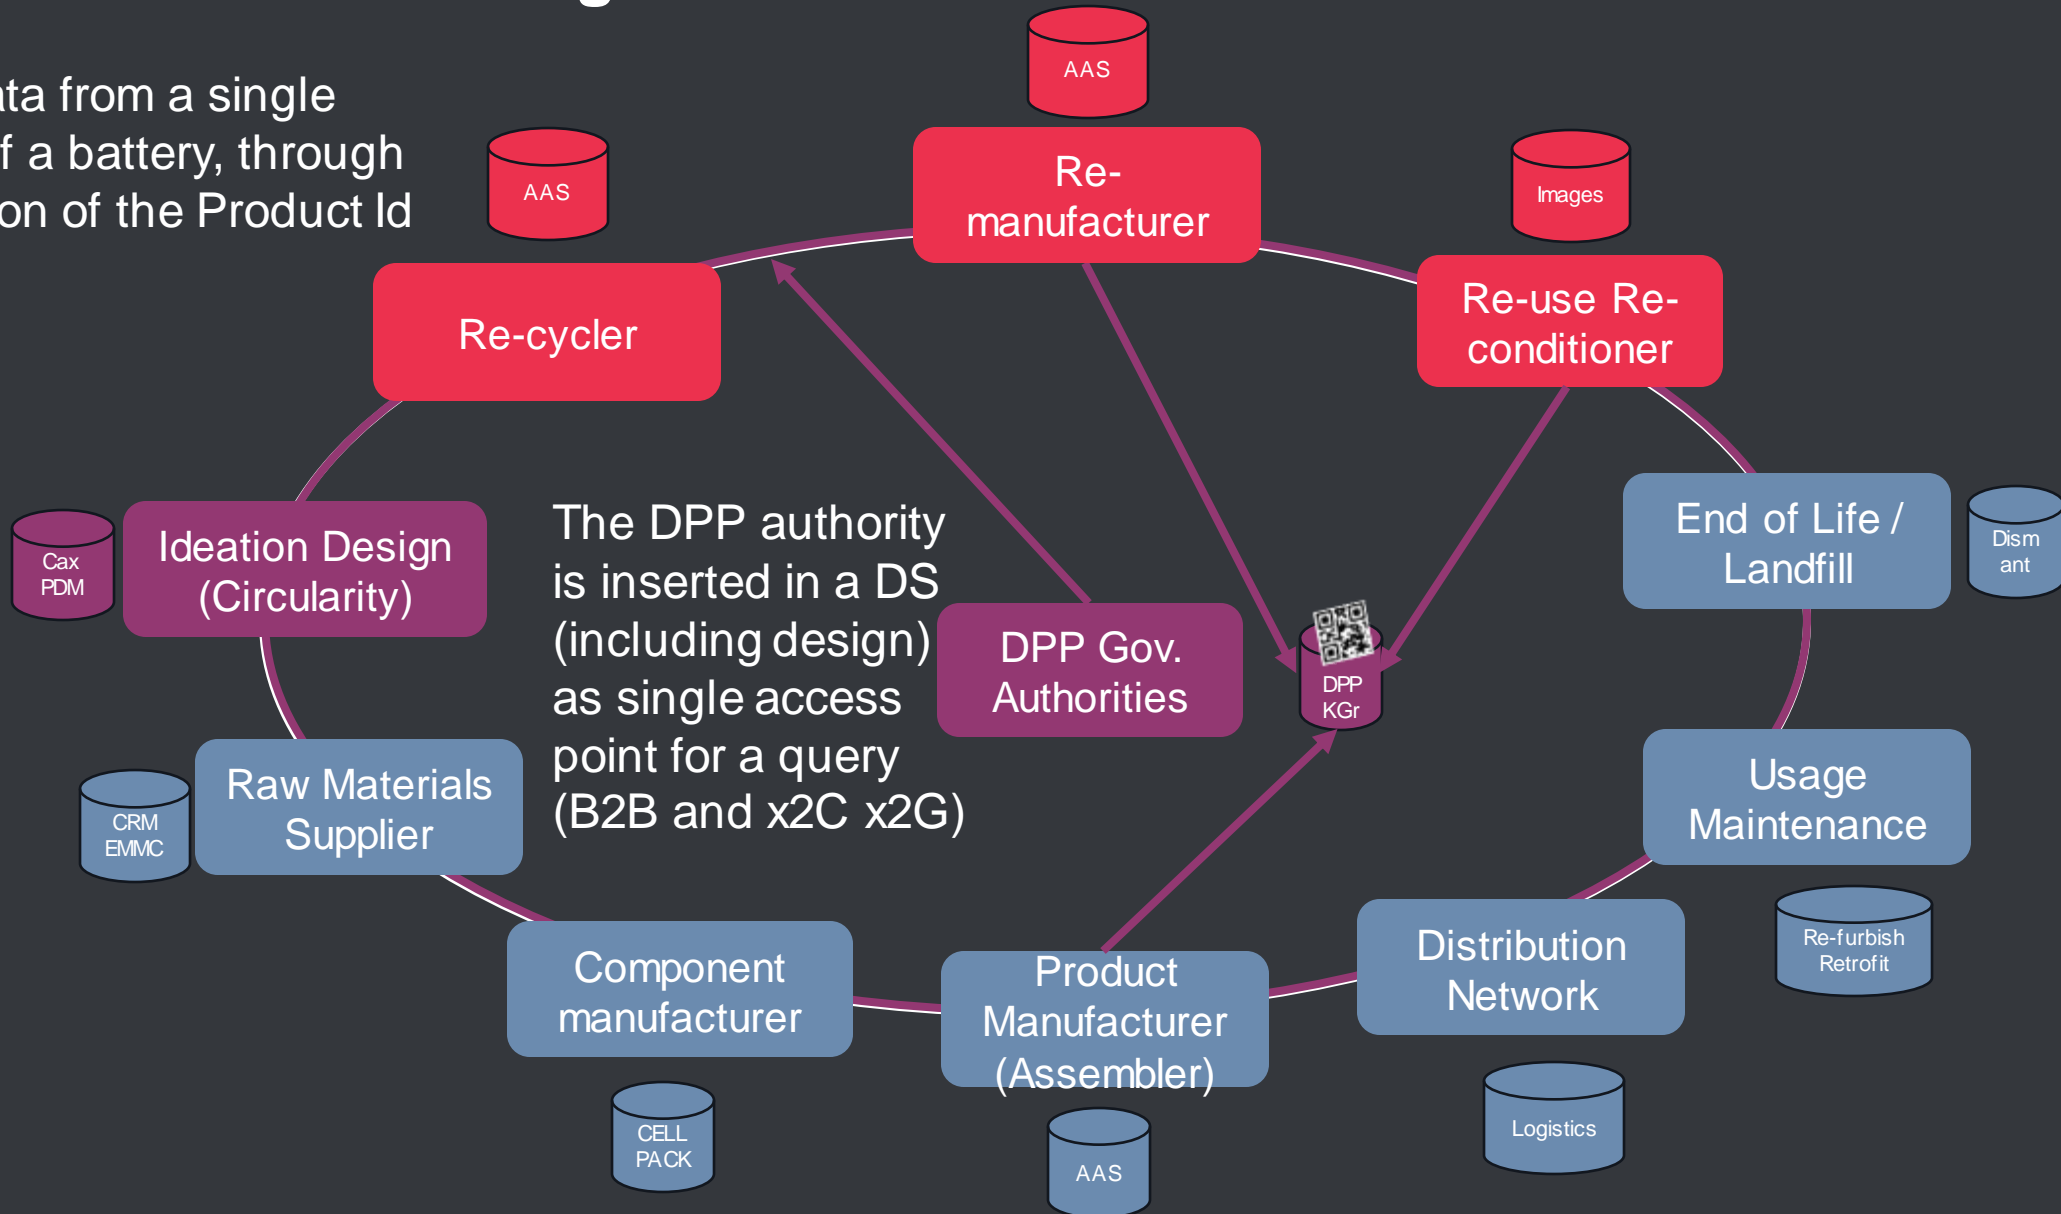 AAS
ata from a single
f a battery, through
on of the Product Id
AAS
Re-
manufacturer
Images
Re-cycler
Re-use Re-
conditioner
Cax
PDM
Ideation Design
(Circularity)
The DPP authority
is inserted in a DS
(including design)
as single access
point for a query
(B2B and x2C x2G)
DPP Gov.
Authorities
DPP
KGr
End of Life /
Landfill
Dism
ant
CRM
EMMC
Raw Materials
Supplier
Usage
Maintenance
Re-furbish
Retrofit
Component
manufacturer
Product
Manufacturer
(Assembler)
Distribution
Network
CELL
PACK
AAS
Logistics